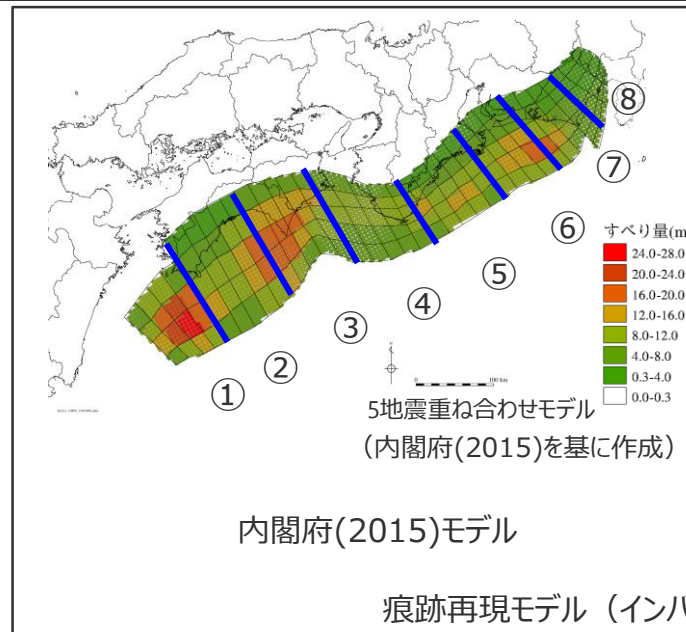 ⑧
⑦
⑥
⑤
④
③
②
①
すべり量(m
24.0-28.0
20.0-24.0
16.0-20.0
12.0-16.0
8.0-12.0
4.0-8.0
0.3-4.0
0.0-0.3
100 km
5地震重ね合わせモデル
（内閣府(2015)を基に作成）
内閣府(2015)モデル
痕跡再現モデル（インバ